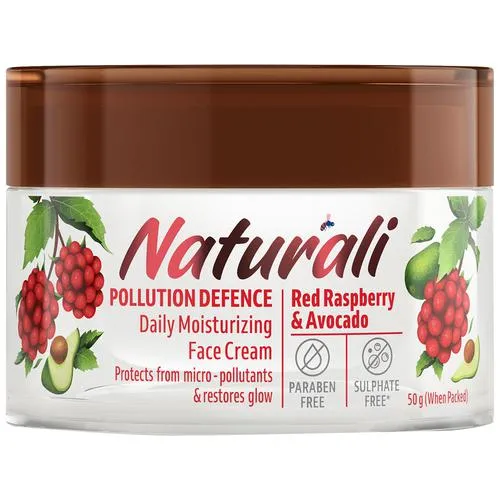 Naturali
POLLUTION DEFENCE
Daily Moisturizing
Face Cream
Protects from micro-pollutants
& restores glow
Red Raspberry
& Avocado
PARABEN
FREE
SULPHATE
FREE*
50 g (When Packed)